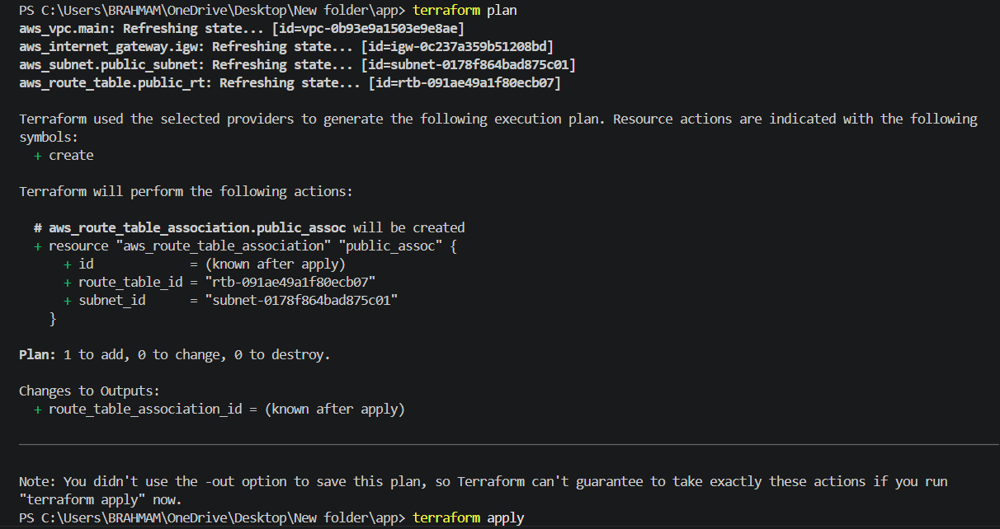 PS C:\Users\BRAHMAM\OneDrive\Desktop\New folder\app> terraform plan
aws_vpc.main: Refreshing state... [id=vpc-0b93e9a1503e9e8ae]
aws_internet_gateway.igw: Refreshing state... [id=igw-0c237a359b51208bd]
aws_subnet.public_subnet: Refreshing state... [id=subnet-0178f864bad875c01]
aws_route_table.public_rt: Refreshing state... [id=rtb-091ae49a1f80ecb07]
Terraform used the selected providers to generate the following execution plan. Resource actions are indicated with the following
symbols:
+ create
Terraform will perform the following actions:
# aws_route_table_association.public_assoc will be created
+ resource "aws_route_table_association" "public_assoc" {
+ id = (known after apply)
+ route_table_id = "rtb-091ae49a1f80ecb07"
+ subnet_id = "subnet-0178f864bad875c01"
}
Plan: 1 to add, 0 to change, 0 to destroy.
Changes to Outputs:
+ route_table_association_id = (known after apply)
Note: You didn't use the -out option to save this plan, so Terraform can't guarantee to take exactly these actions if you run
"terraform apply" now.
PS C:\Users\BRAHMAM\OneDrive\Desktop\New folder\app> terraform apply